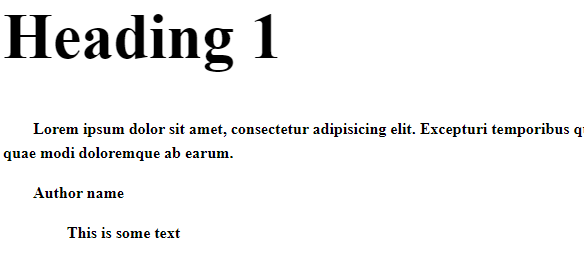 Heading 1
Lorem ipsum dolor sit amet, consectetur adipisicing elit. Excepturi temporibus
quae modi doloremque ab earum.
Author name
This is some text